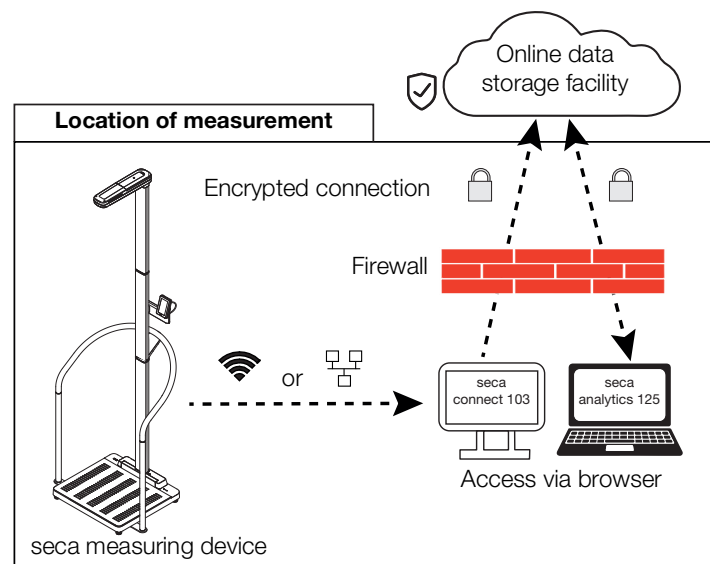 Online data
storage facility
Location of measurement
Encrypted connection
Firewall
or
seca
connect 103
seca
analytics 125
Access via browser
seca measuring device